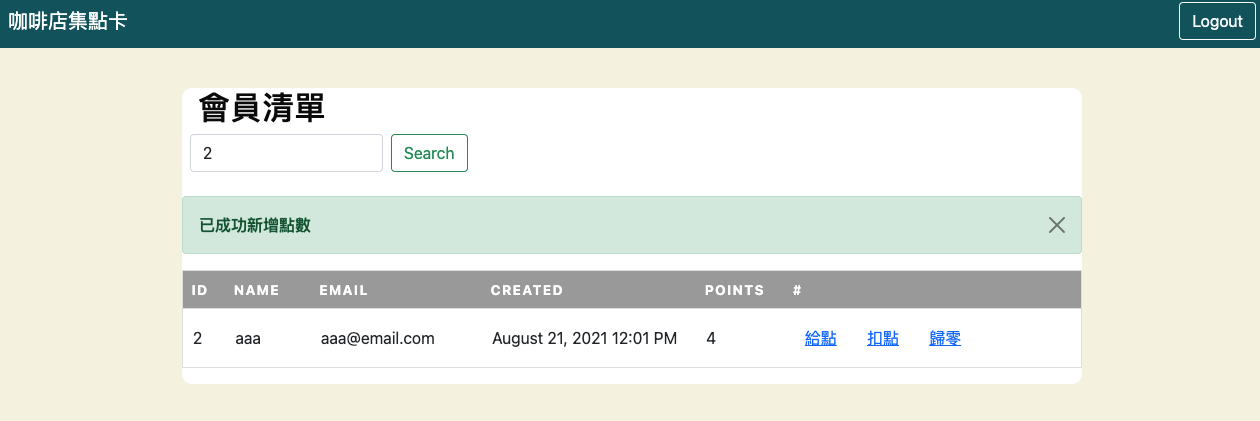 咖啡店集點卡 Logout
會員清單
2 Search
已成功新增點數
ID NAME EMAIL CREATED POINTS #
2 aaa aaa@email.com August 21, 2021 12:01 PM 4 給點 扣點 歸零